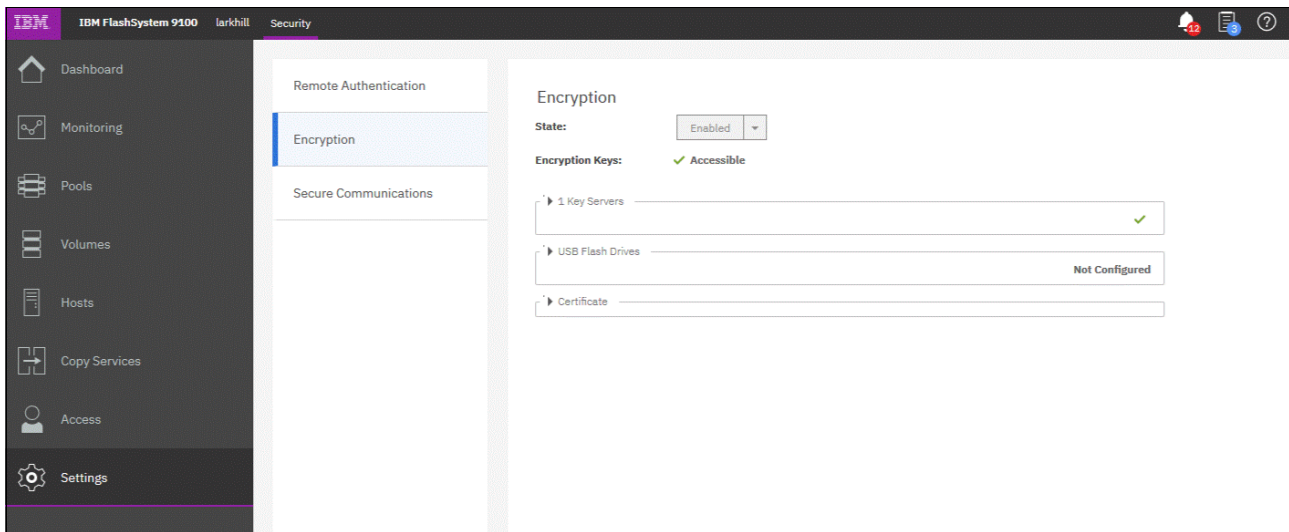 IBM IBM FlashSystem 9100 larkhill Security 12 3 ?
Dashboard
Monitoring
Pools
Volumes
Hosts
Copy Services
Access
Settings
Remote Authentication
Encryption
Secure Communications
Encryption
State: Enabled
Encryption Keys: Accessible
1 Key Servers
USB Flash Drives
Not Configured
Certificate